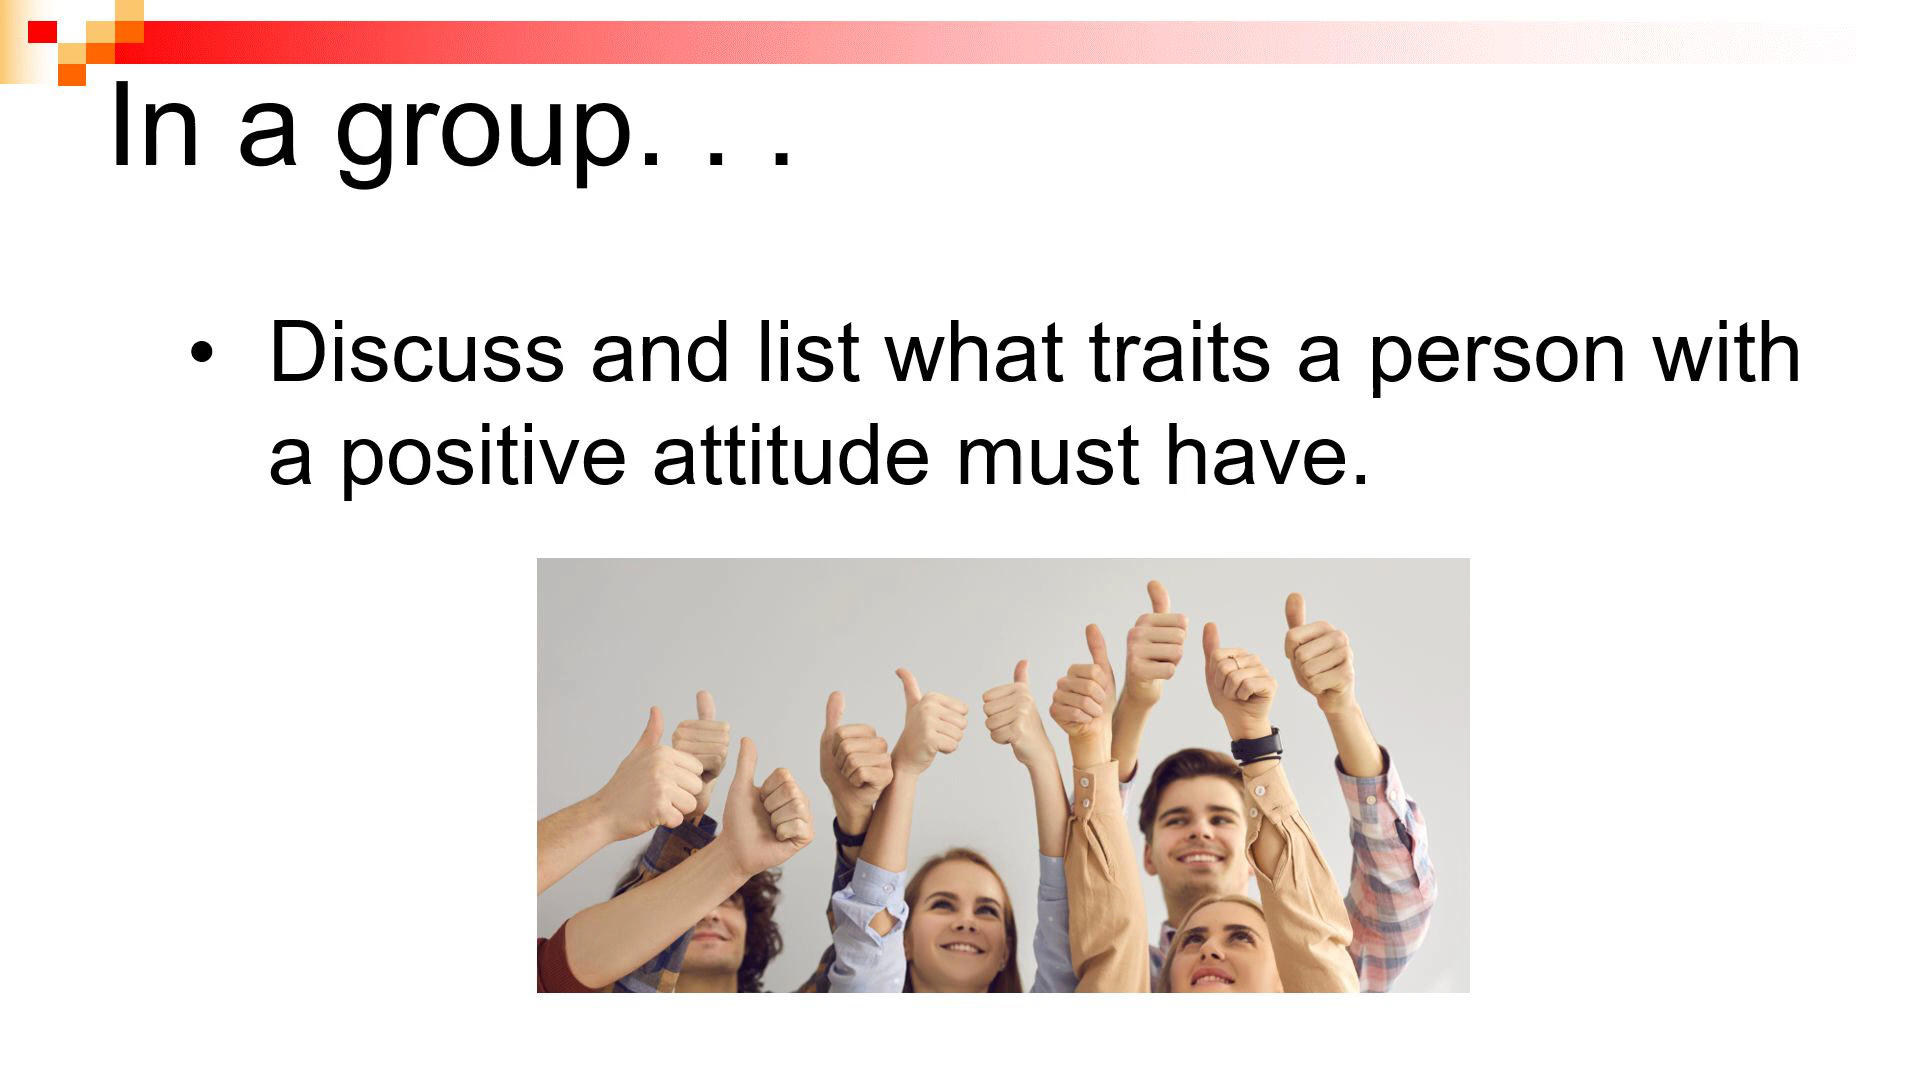 In a group. . .
• Discuss and list what traits a person with
a positive attitude must have.